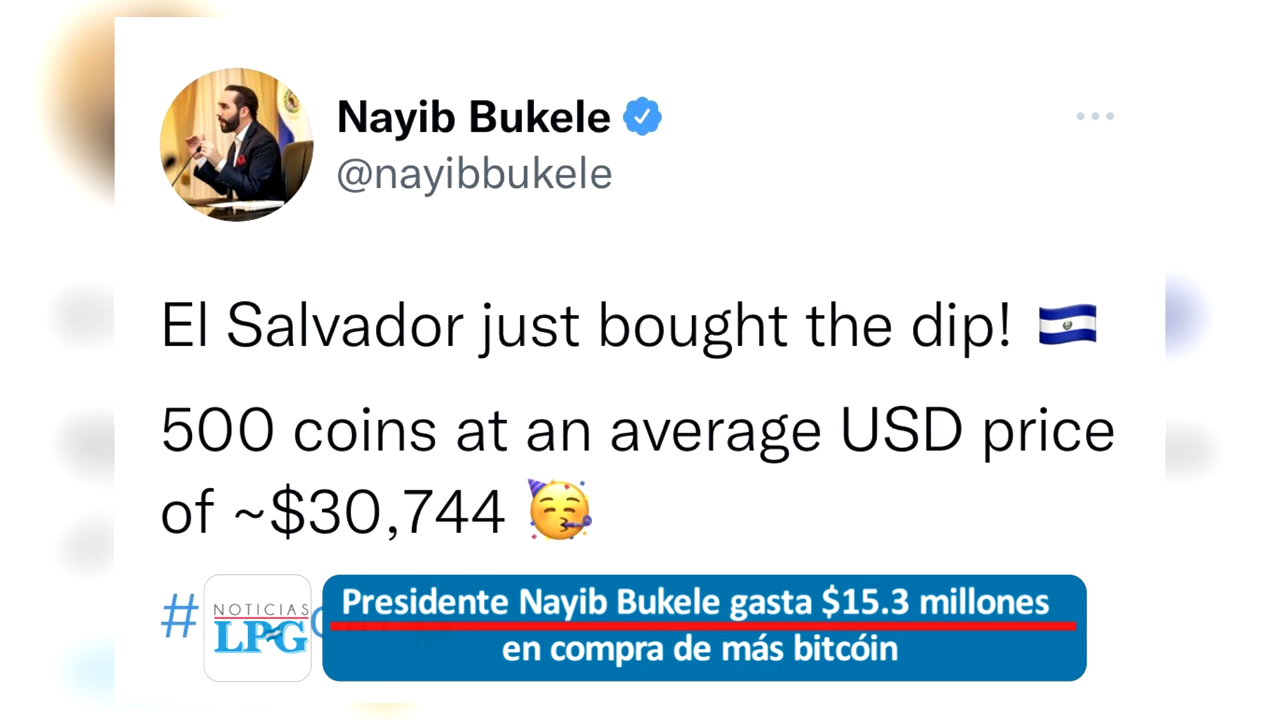 Nayib Bukele
@nayibbukele
El Salvador just bought the dip! 🇸🇻
500 coins at an average USD price
of ~$30,744 🥳
#
NOTICIAS
LPG
Presidente Nayib Bukele gasta $15.3 millones
en compra de más bitcóin